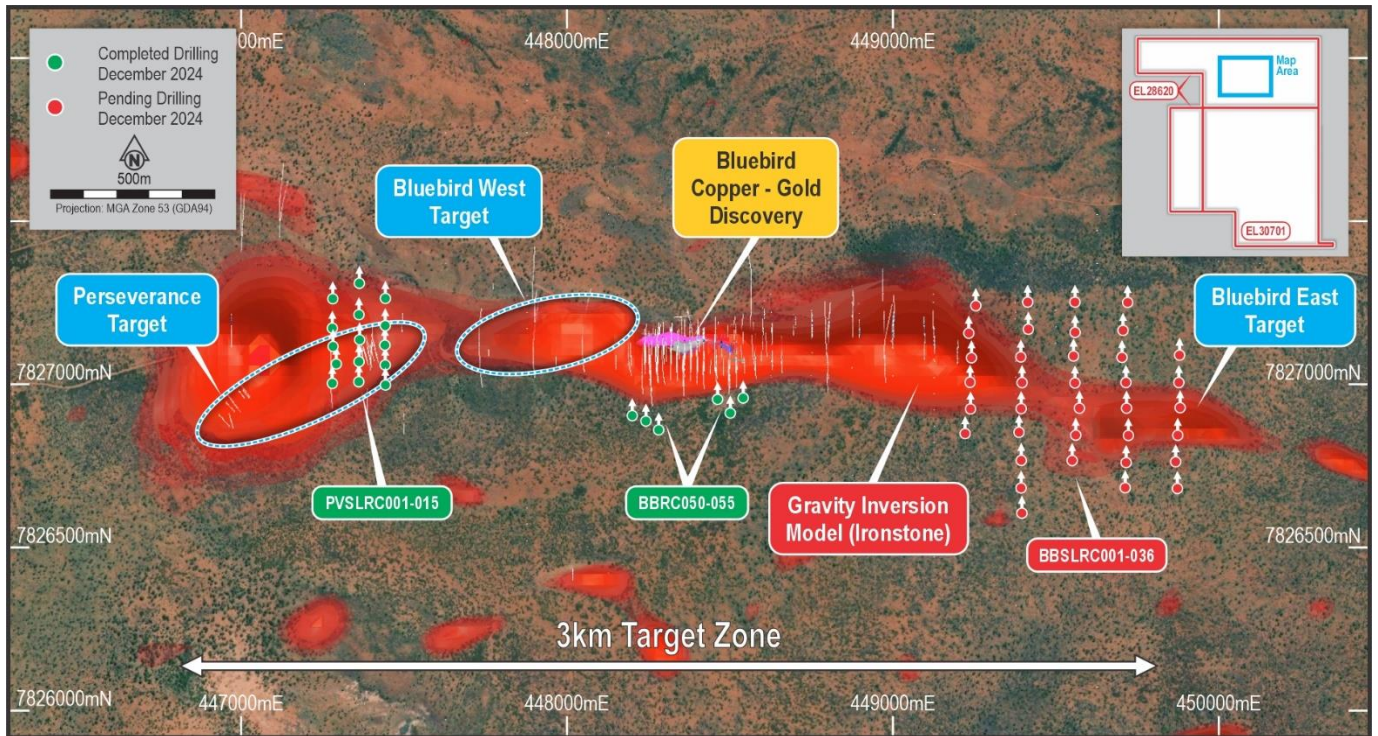 000mE
448000mE
449000mE
Completed Drilling
December 2024
Pending Drilling
December 2024
N
500m
Projection: MGA Zone 53 (GDA94)
Map
Area
EL28620
EL30701
Bluebird West
Target
Bluebird
Copper - Gold
Discovery
Perseverance
Target
Bluebird East
Target
7827000mN
7827000mN
PVSLRC001-015
BBRC050-055
Gravity Inversion
Model (Ironstone)
BBSLRC001-036
7826500mN
7826500mN
3km Target Zone
7826000mN
447000mE
448000mE
449000mE
450000mE